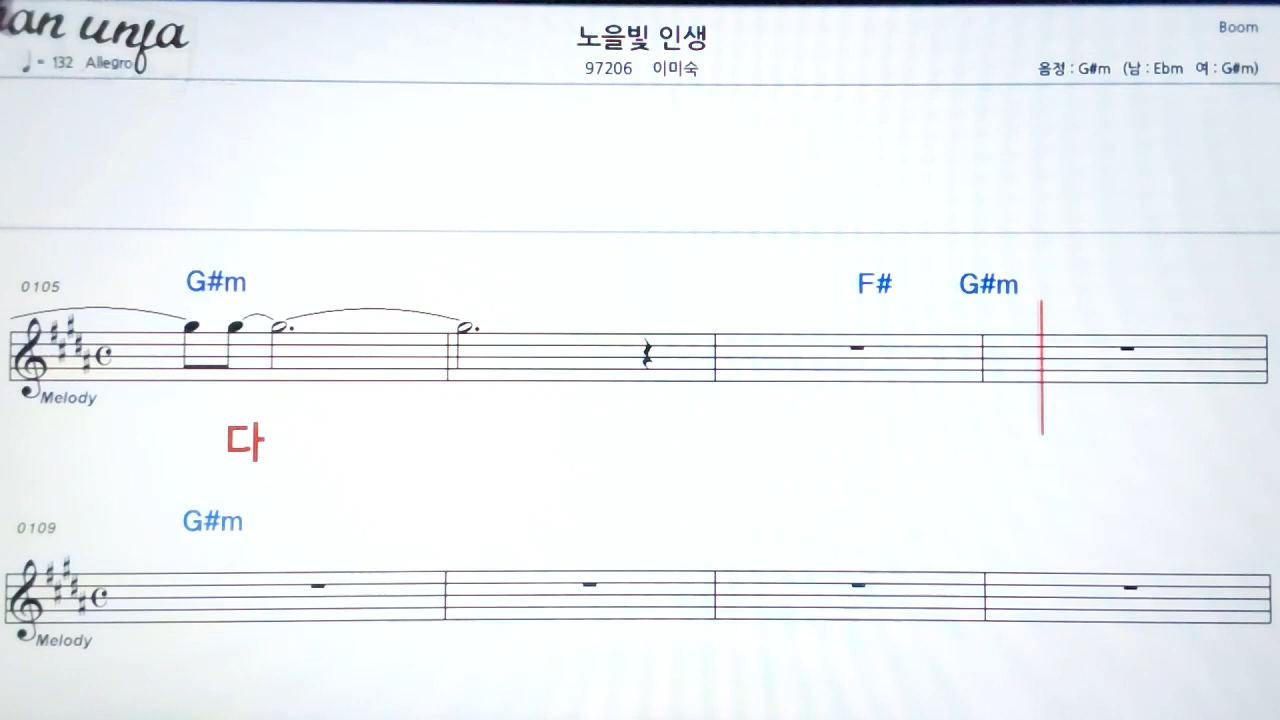 an unja
노을빛 인생
Boom
♩ = 132 Allegro
97206 이미숙
음정 : G#m (남 : Ebm 여 : G#m)
0105
G#m F# G#m
Melody
다
0109
G#m
Melody